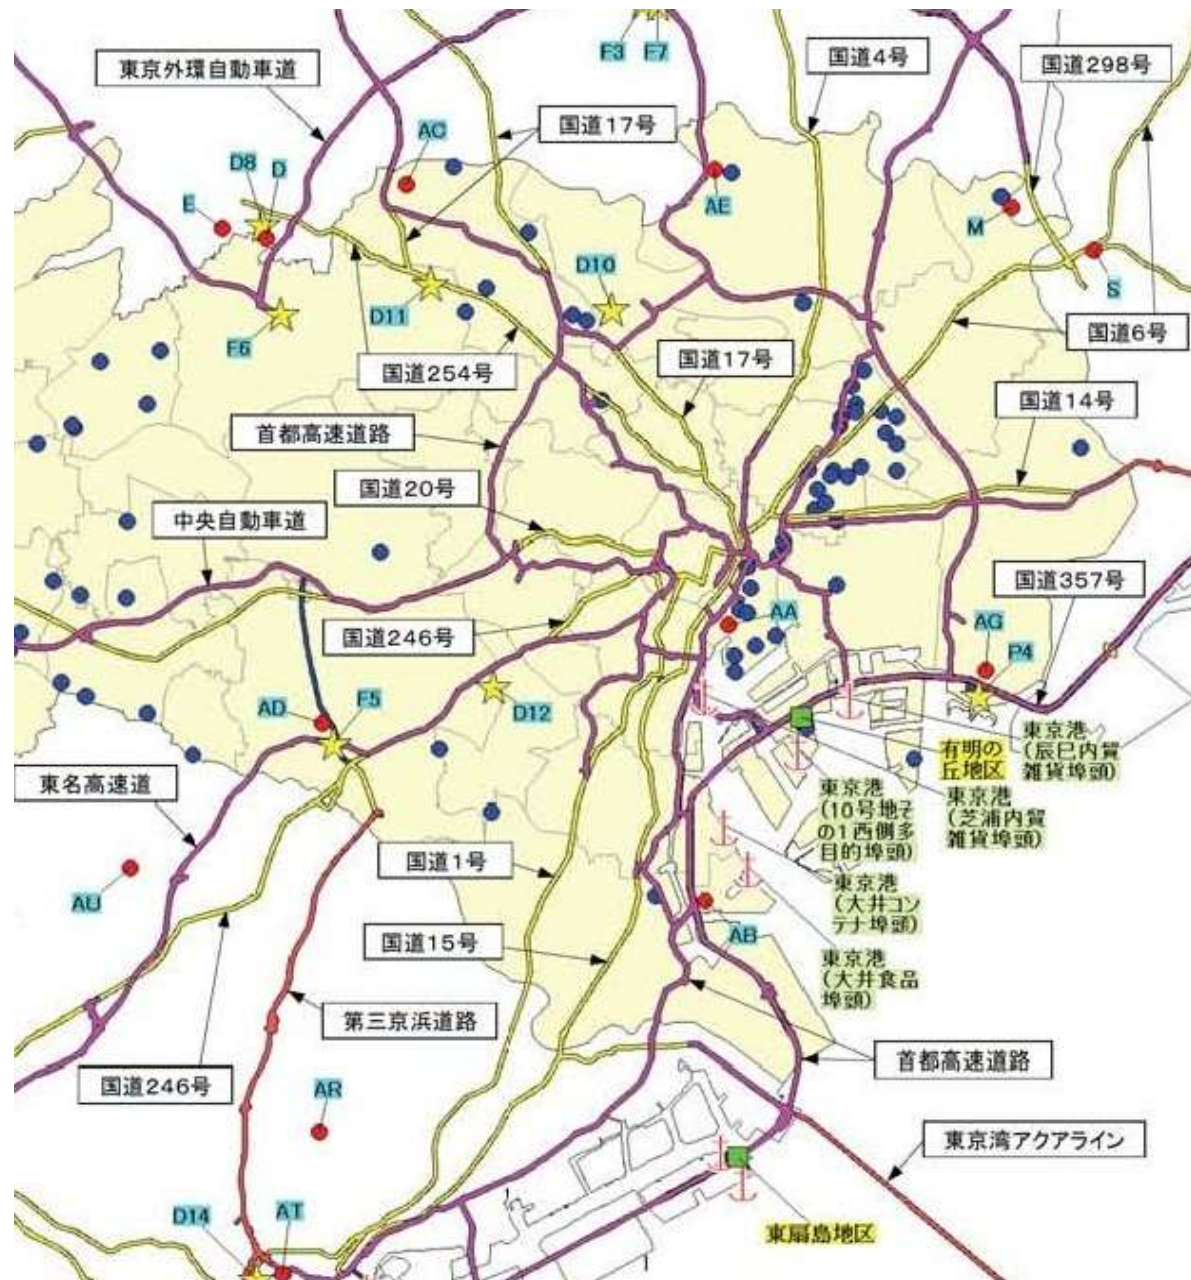 F3
F7
国道4号
国道298号
東京外環自動車道
国道17号
AC
D8
D
E
AE
M
S
D10
D11
F6
国道6号
国道254号
国道17号
国道14号
首都高速道路
国道20号
中央自動車道
国道357号
AA
国道246号
AG
P4
F5
AD
D12
東京港
(辰巳内貿
雑貨埠頭)
有明の
丘地区
東名高速道
東京港
(10号地子
の1西側多
目的埠頭)
東京港
(芝浦内貿
雑貨埠頭)
国道1号
AU
東京港
(大井コン
テナ埠頭)
国道15号
AB
東京港
(大井食品
埠頭)
第三京浜道路
首都高速道路
国道246号
AR
東京湾アクアライン
D14
AT
東扇島地区